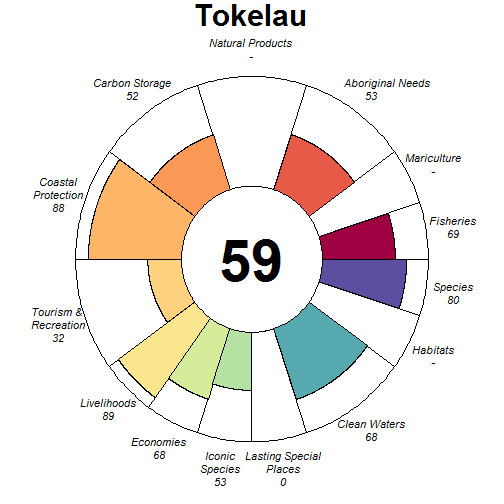 Tokelau
Natural Products
-
Carbon Storage
52
Aboriginal Needs
53
Mariculture
-
Coastal
Protection
88
Fisheries
69
59
Species
80
Tourism &
Recreation
32
Habitats
-
Livelihoods
89
Clean Waters
68
Economies
68
Iconic
Species
53
Lasting Special
Places
0